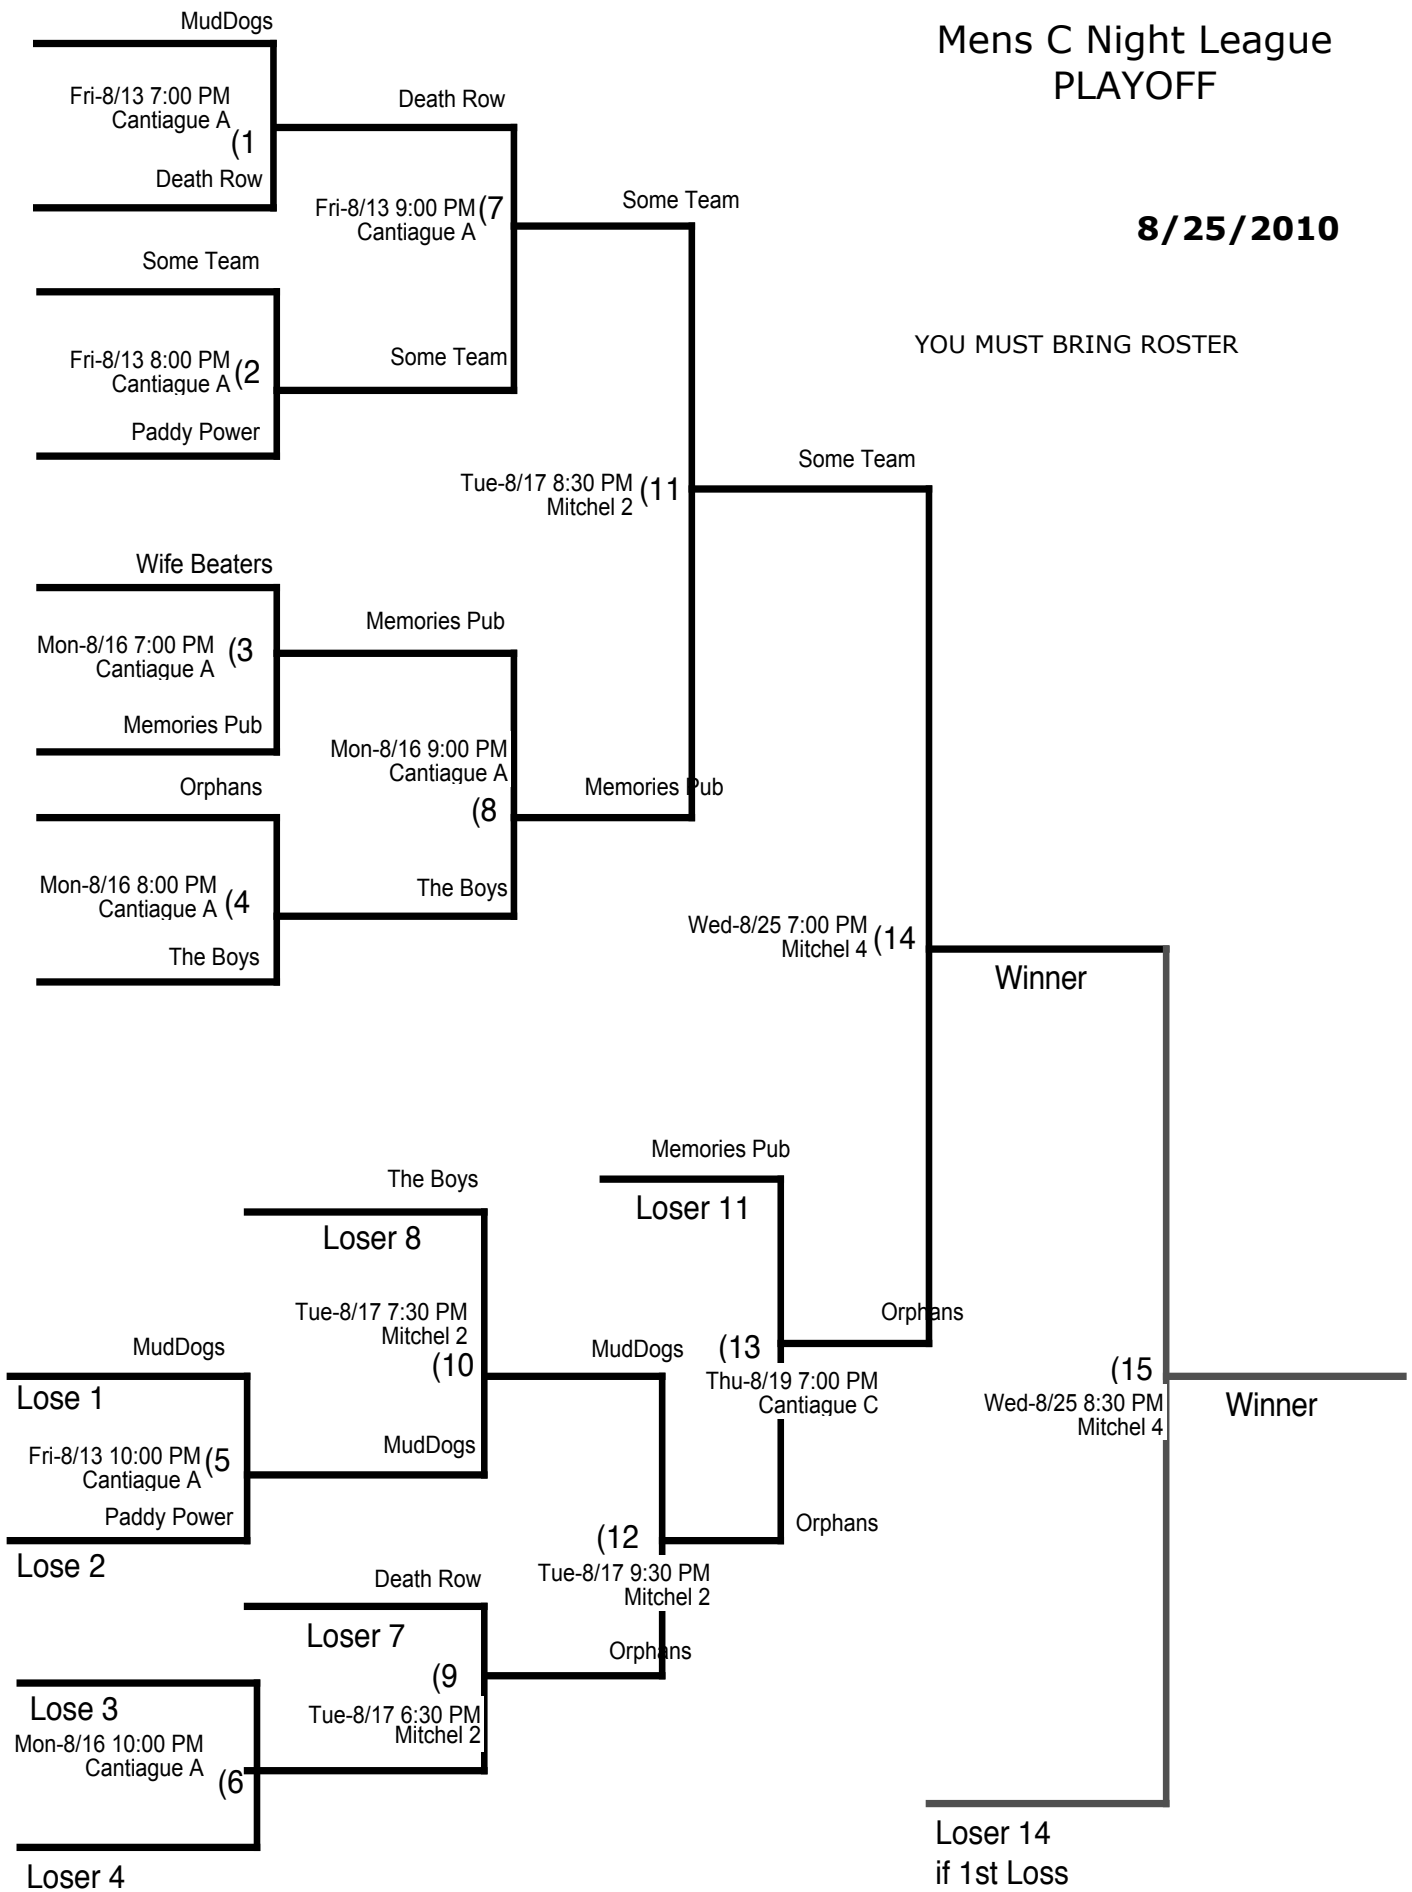 MudDogs
Mens C Night League
PLAYOFF
Fri-8/13 7:00 PM
Cantiague A
(1
Death Row
Death Row
Fri-8/13 9:00 PM
Cantiague A
(7
Some Team
8/25/2010
Some Team
Fri-8/13 8:00 PM
Cantiague A
(2
Some Team
YOU MUST BRING ROSTER
Paddy Power
Tue-8/17 8:30 PM
Mitchel 2
(11
Some Team
Wife Beaters
Mon-8/16 7:00 PM
Cantiague A
(3
Memories Pub
Memories Pub
Mon-8/16 9:00 PM
Cantiague A
(8
Memories Pub
Orphans
Mon-8/16 8:00 PM
Cantiague A
(4
The Boys
The Boys
Wed-8/25 7:00 PM
Mitchel 4
(14
Winner
Memories Pub
Loser 11
The Boys
Loser 8
Tue-8/17 7:30 PM
Mitchel 2
(10
Orphans
MudDogs
Lose 1
MudDogs
(13
Thu-8/19 7:00 PM
Cantiague C
(15
Wed-8/25 8:30 PM
Mitchel 4
Winner
Fri-8/13 10:00 PM
Cantiague A
(5
MudDogs
Paddy Power
Lose 2
(12
Tue-8/17 9:30 PM
Mitchel 2
Orphans
Death Row
Loser 7
(9
Tue-8/17 6:30 PM
Mitchel 2
Orphans
Lose 3
Mon-8/16 10:00 PM
Cantiague A
(6
Loser 4
Loser 14
if 1st Loss